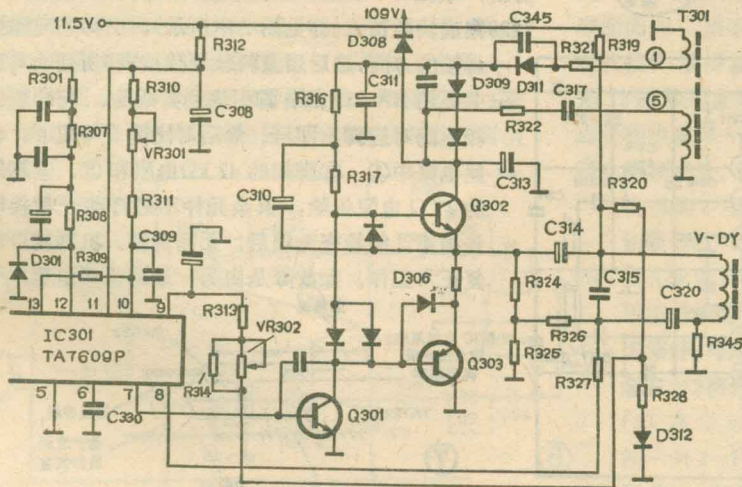 11.5V
R312
109V
D308
C345
T301
R301
R310
C308
R316
C311
D309
D311
R321
R319
①
⑤
C317
R307
VR301
R322
R311
C310
R317
C313
R320
R308
C309
Q302
V-DY
D301
R309
C314
13
12
11
10
9
D306
R324
C315
C320
IC301
TA7609P
R313
VR302
R326
R325
R327
R345
R314
Q303
R328
5
6
7
8
C330
Q301
D312